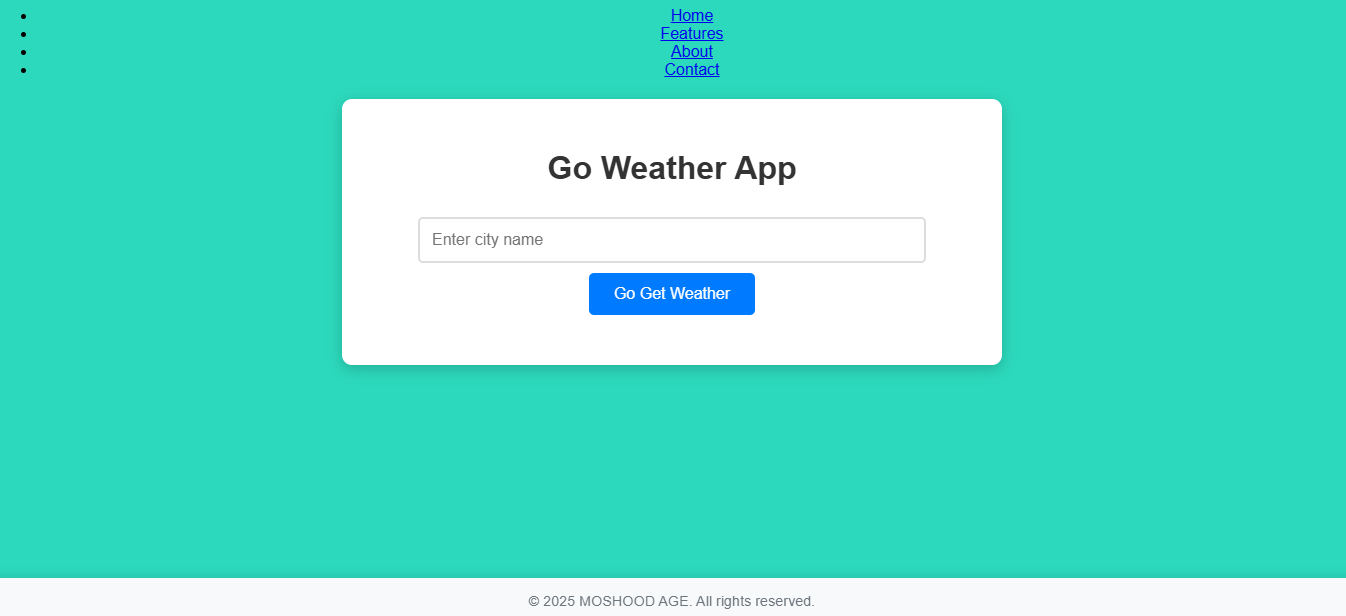 Home
Features
About
Contact
Go Weather App
Enter city name
Go Get Weather
© 2025 MOSHOOD AGE. All rights reserved.